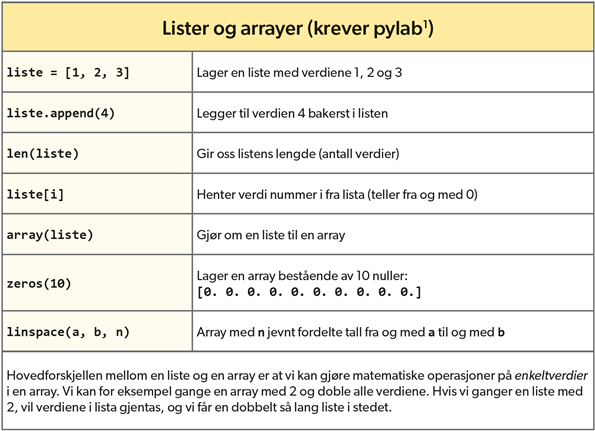 Lister og arrayer (krever pylab¹)
liste = [1, 2, 3] Lager en liste med verdiene 1, 2 og 3
liste.append(4) Legger til verdien 4 bakerst i listen
len(liste) Gir oss listens lengde (antall verdier)
liste[i] Henter verdi nummer i fra lista (teller fra og med 0)
array(liste) Gjør om en liste til en array
zeros(10) Lager en array bestående av 10 nuller:
[0. 0. 0. 0. 0. 0. 0. 0. 0. 0.]
linspace(a, b, n) Array med n jevnt fordelte tall fra og med a til og med b
Hovedforskjellen mellom en liste og en array er at vi kan gjøre matematiske operasjoner på enkeltverdier
i en array. Vi kan for eksempel gange en array med 2 og doble alle verdiene. Hvis vi ganger en liste med
2, vil verdiene i lista gjentas, og vi får en dobbelt så lang liste i stedet.